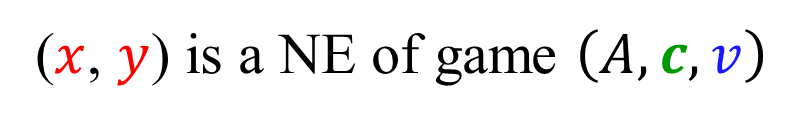 (x, y) is a NE of game (A, c, v)